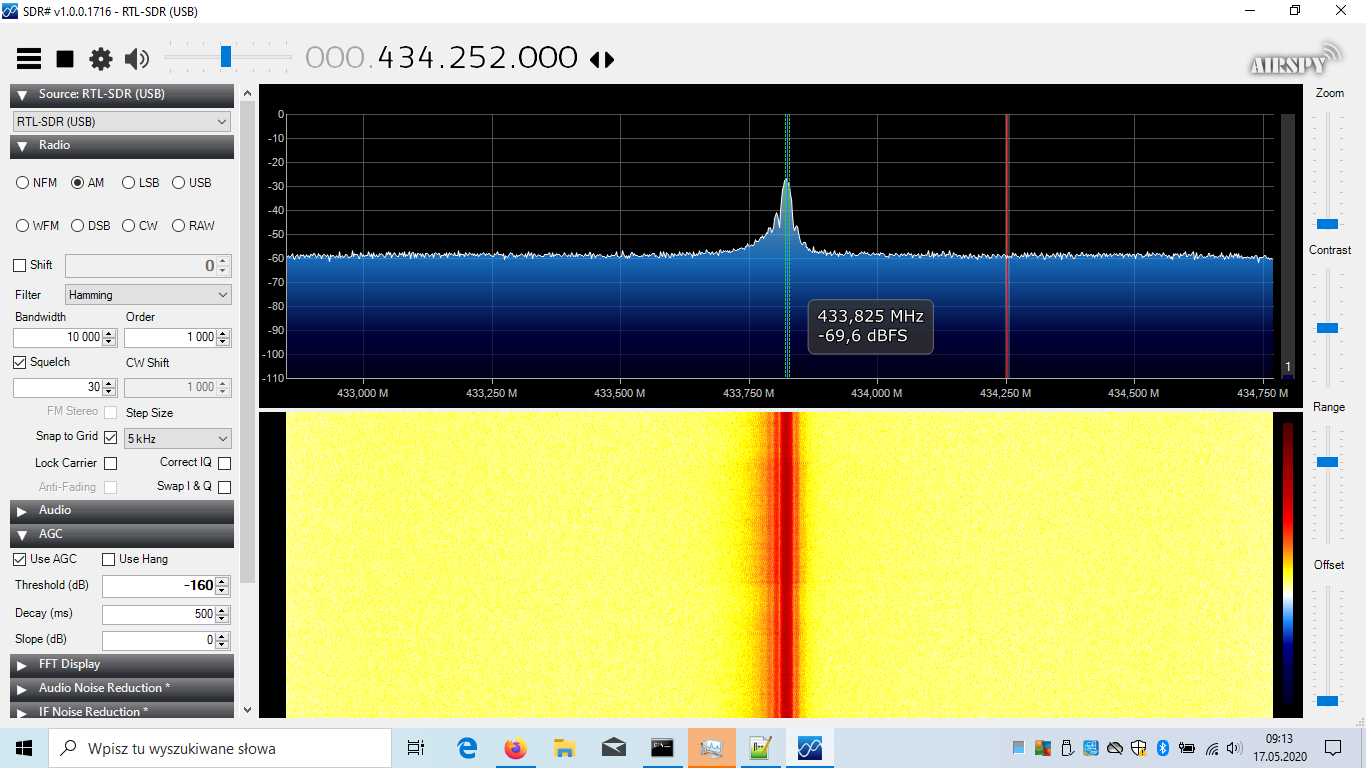 SDR# v1.0.0.1716 - RTL-SDR (USB)
000.434.252.000
AIRSPY
Source: RTL-SDR (USB)
RTL-SDR (USB)
Radio
NFM AM LSB USB
WFM DSB CW RAW
Shift 0
Filter Hamming
Bandwidth Order
10 000 1 000
Squelch CW Shift
30 1 000
FM Stereo Step Size
Snap to Grid 5 kHz
Lock Carrier Correct IQ
Anti-Fading Swap I & Q
Audio
AGC
Use AGC Use Hang
Threshold (dB) -160
Decay (ms) 500
Slope (dB) 0
FFT Display
Audio Noise Reduction *
IF Noise Reduction *
0
-10
-20
-30
-40
-50
-60
-70
-80
-90
-100
-110
433,825 MHz
-69,6 dBFS
1
433,000 M 433,250 M 433,500 M 433,750 M 434,000 M 434,250 M 434,500 M 434,750 M
Zoom
Contrast
Range
Offset
Wpisz tu wyszukiwane słowa
09:13
17.05.2020